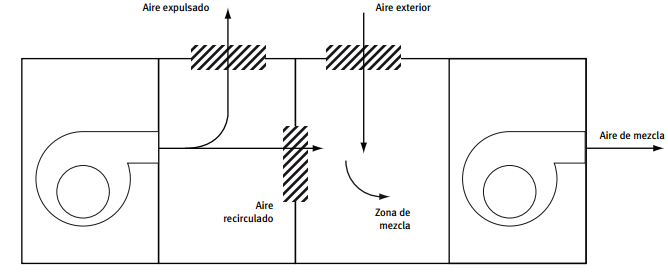 Aire expulsado
Aire exterior
Aire de mezcla
Aire
recirculado
Zona de
mezcla